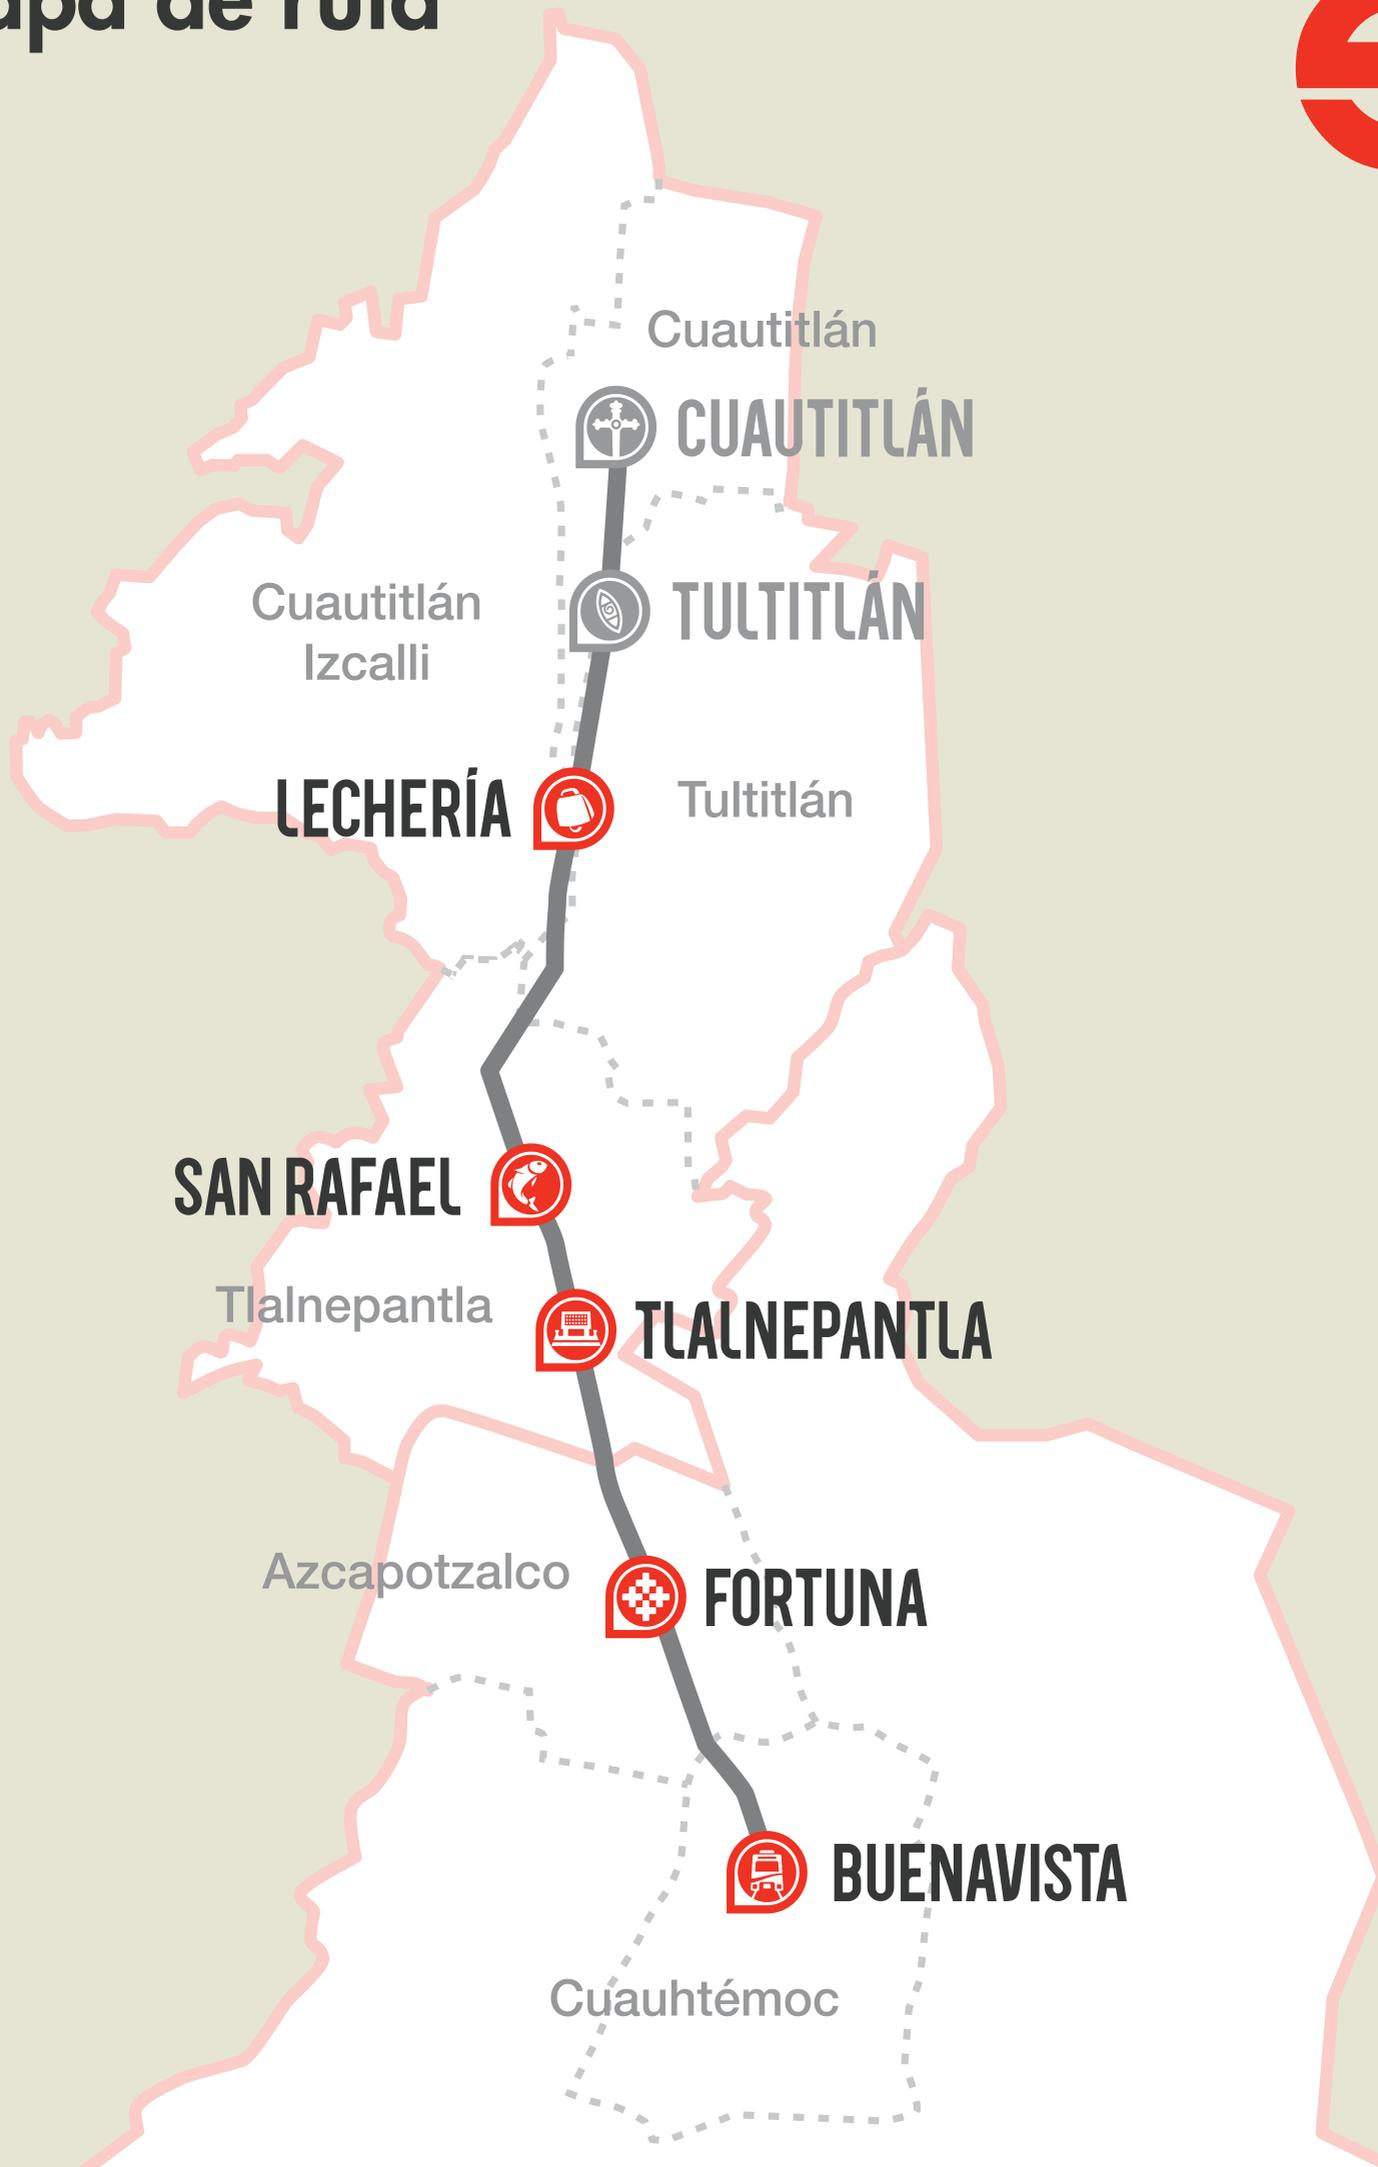 apa de ruta
Cuautitlán
CUAUTITLÁN
TULTITLÁN
Cuautitlán
Izcalli
LECHERÍA
Tultitlán
SAN RAFAEL
Tlalnepantla
TLALNEPANTLA
Azcapotzalco
FORTUNA
BUENAVISTA
Cuauhtémoc